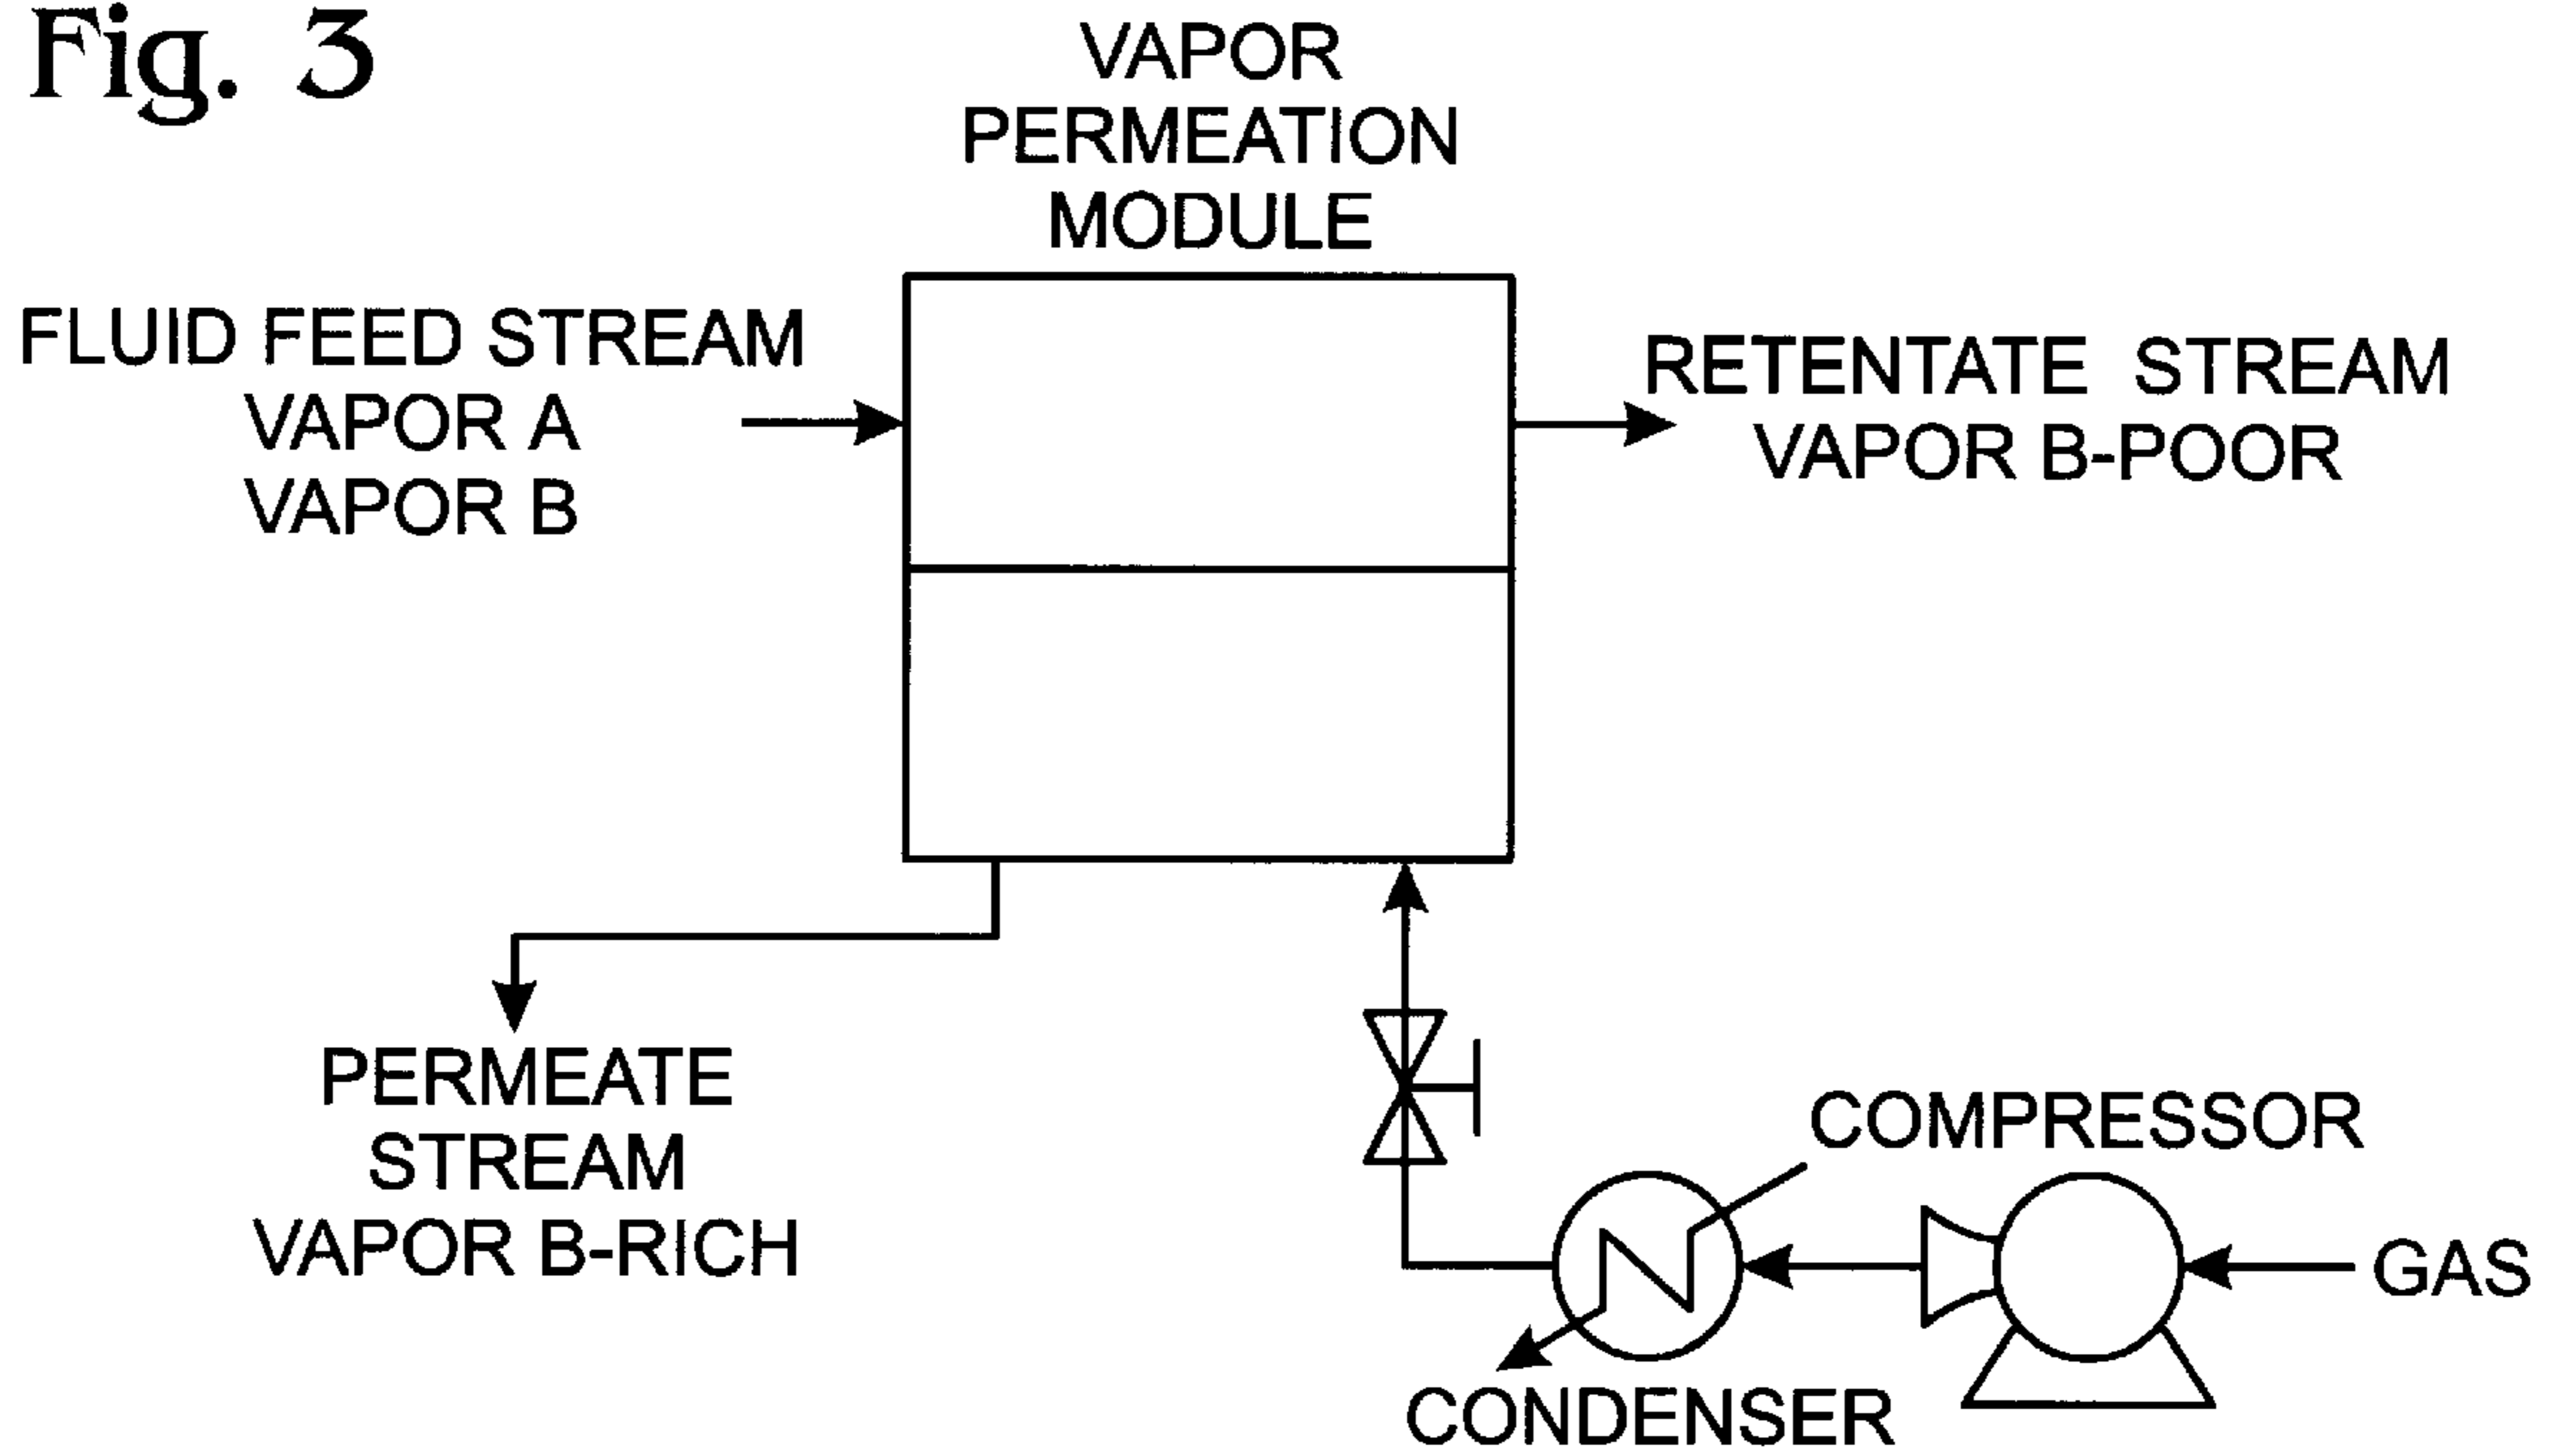 Fig. 3
VAPOR
PERMEATION
MODULE
FLUID FEED STREAM
VAPOR A
VAPOR B
RETENTATE STREAM
VAPOR B-POOR
PERMEATE
STREAM
VAPOR B-RICH
COMPRESSOR
GAS
CONDENSER